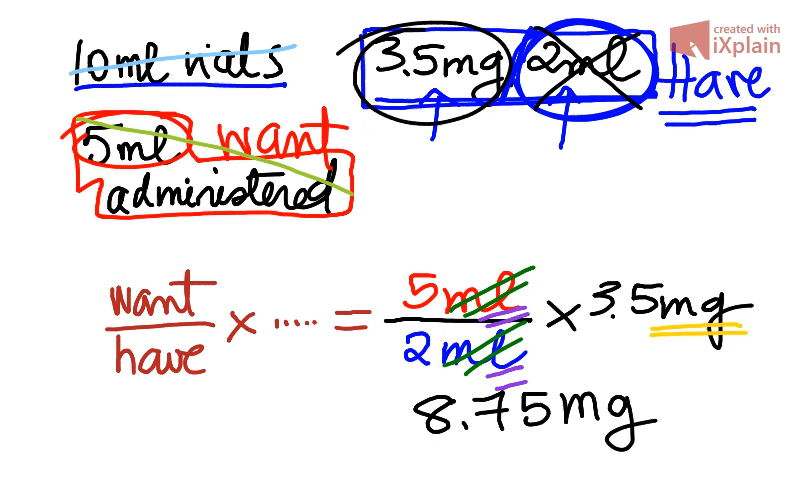 created with
iXplain
10ml vials
3.5mg 2ml Have
5ml want
administered
want
have
× ..... =
5ml
2ml
× 3.5mg
8.75mg